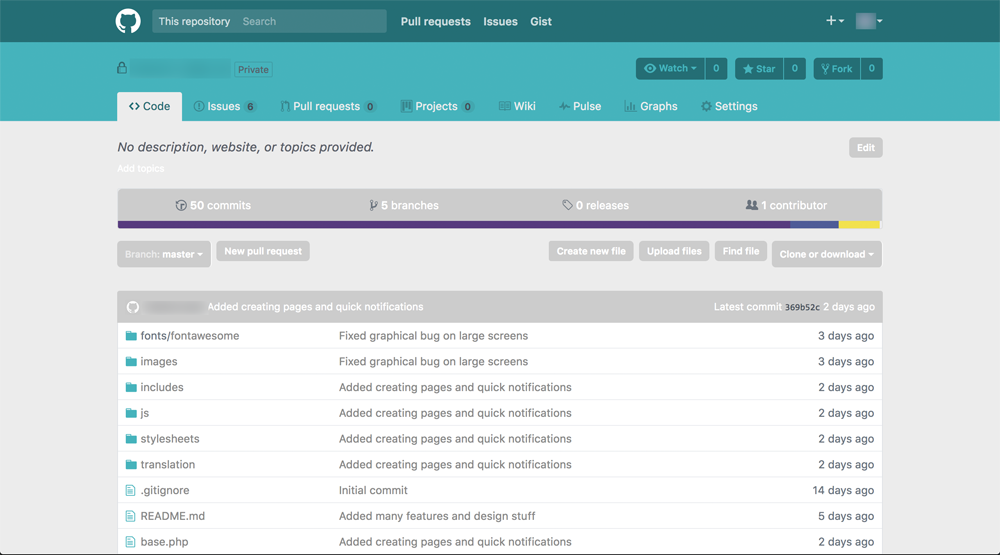 This repository Search Pull requests Issues Gist
Private Watch 0 Star 0 Fork 0
Code Issues 6 Pull requests 0 Projects 0 Wiki Pulse Graphs Settings
No description, website, or topics provided. Edit
Add topics
50 commits 5 branches 0 releases 1 contributor
Branch: master New pull request Create new file Upload files Find file Clone or download
Added creating pages and quick notifications Latest commit 369b52c 2 days ago
fonts/fontawesome Fixed graphical bug on large screens 3 days ago
images Fixed graphical bug on large screens 3 days ago
includes Added creating pages and quick notifications 2 days ago
js Added creating pages and quick notifications 2 days ago
stylesheets Added creating pages and quick notifications 2 days ago
translation Added creating pages and quick notifications 2 days ago
.gitignore Initial commit 14 days ago
README.md Added many features and design stuff 5 days ago
base.php Added creating pages and quick notifications 2 days ago